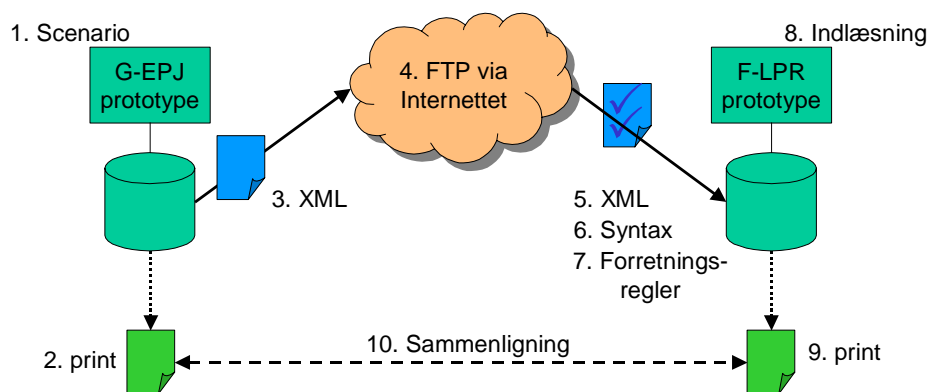 1. Scenario
G-EPJ
prototype
4. FTP via
Internettet
8. Indlæsning
F-LPR
prototype
3. XML
5. XML
6. Syntax
7. Forretnings-
regler
2. print
10. Sammenligning
9. print